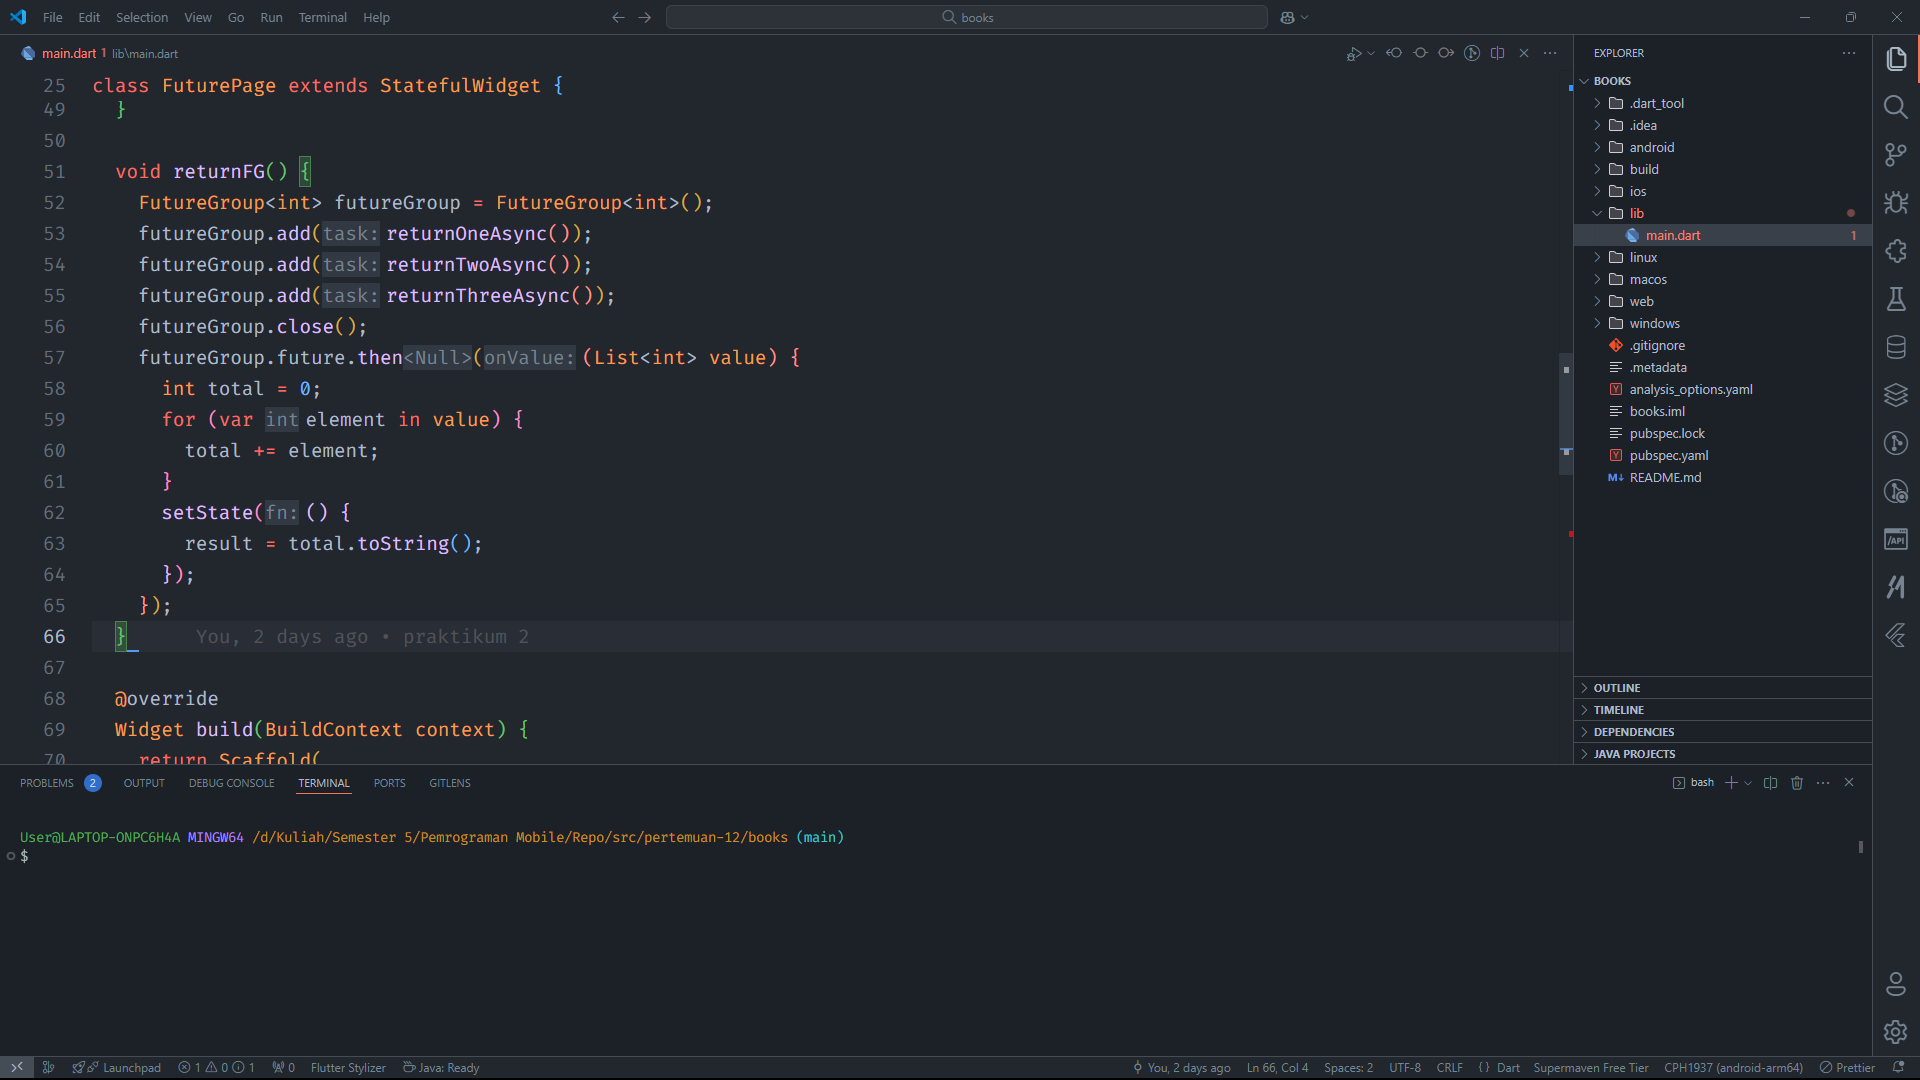 File Edit Selection View Go Run Terminal Help
books
main.dart 1 lib\main.dart
25 class FuturePage extends StatefulWidget {
49 }
50
51 void returnFG() {
52 FutureGroup<int> futureGroup = FutureGroup<int>();
53 futureGroup.add(task: returnOneAsync());
54 futureGroup.add(task: returnTwoAsync());
55 futureGroup.add(task: returnThreeAsync());
56 futureGroup.close();
57 futureGroup.future.then<Null>(onValue: (List<int> value) {
58 int total = 0;
59 for (var int element in value) {
60 total += element;
61 }
62 setState(fn: () {
63 result = total.toString();
64 });
65 });
66 } You, 2 days ago • praktikum 2
67
68 @override
69 Widget build(BuildContext context) {
70 return Scaffold(
EXPLORER
BOOKS
.dart_tool
.idea
android
build
ios
lib
main.dart 1
linux
macos
web
windows
.gitignore
.metadata
analysis_options.yaml
books.iml
pubspec.lock
pubspec.yaml
README.md
OUTLINE
TIMELINE
DEPENDENCIES
JAVA PROJECTS
PROBLEMS 2 OUTPUT DEBUG CONSOLE TERMINAL PORTS GITLENS
bash
User@LAPTOP-ONPC6H4A MINGW64 /d/Kuliah/Semester 5/Pemrograman Mobile/Repo/src/pertemuan-12/books (main)
$
Launchpad 1 0 1 0 Flutter Stylizer Java: Ready
You, 2 days ago Ln 66, Col 4 Spaces: 2 UTF-8 CRLF { } Dart Supermaven Free Tier CPH1937 (android-arm64) Prettier